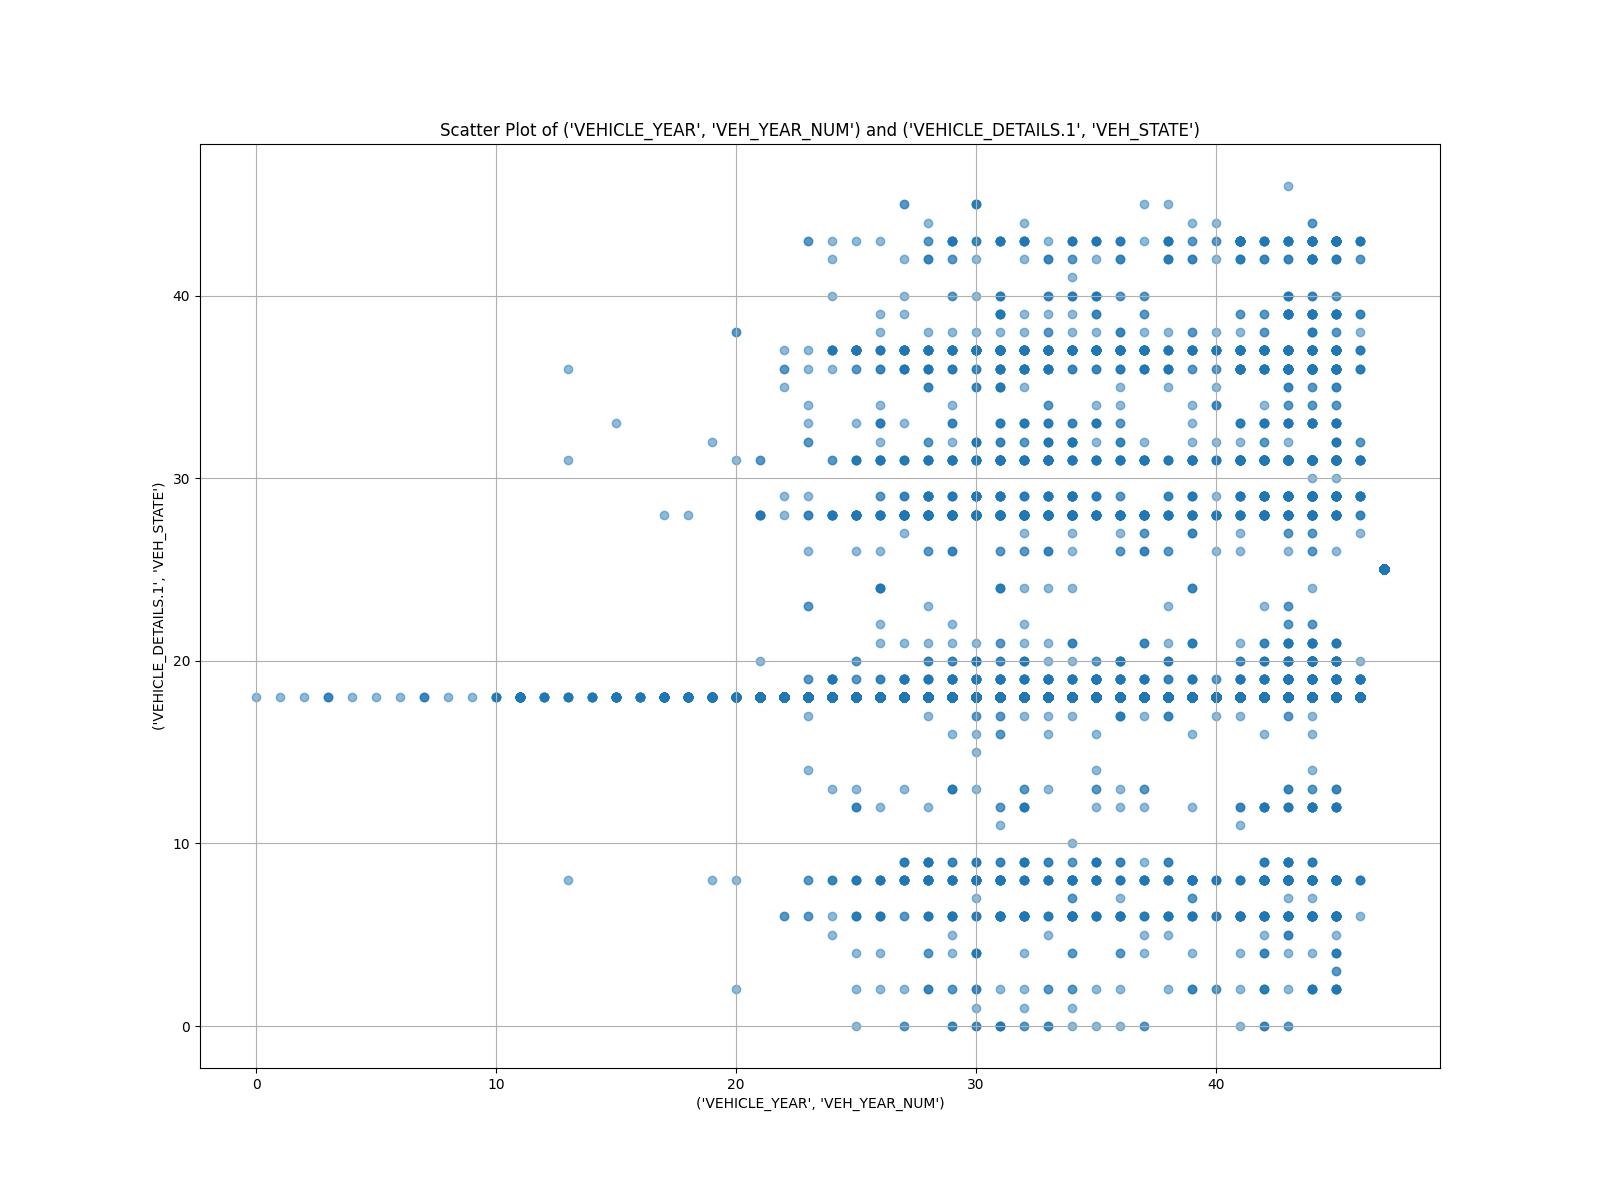 Scatter Plot of ('VEHICLE_YEAR', 'VEH_YEAR_NUM') and ('VEHICLE_DETAILS.1', 'VEH_STATE')
('VEHICLE_DETAILS.1', 'VEH_STATE')
40
30
20
10
0
0 10 20 30 40
('VEHICLE_YEAR', 'VEH_YEAR_NUM')